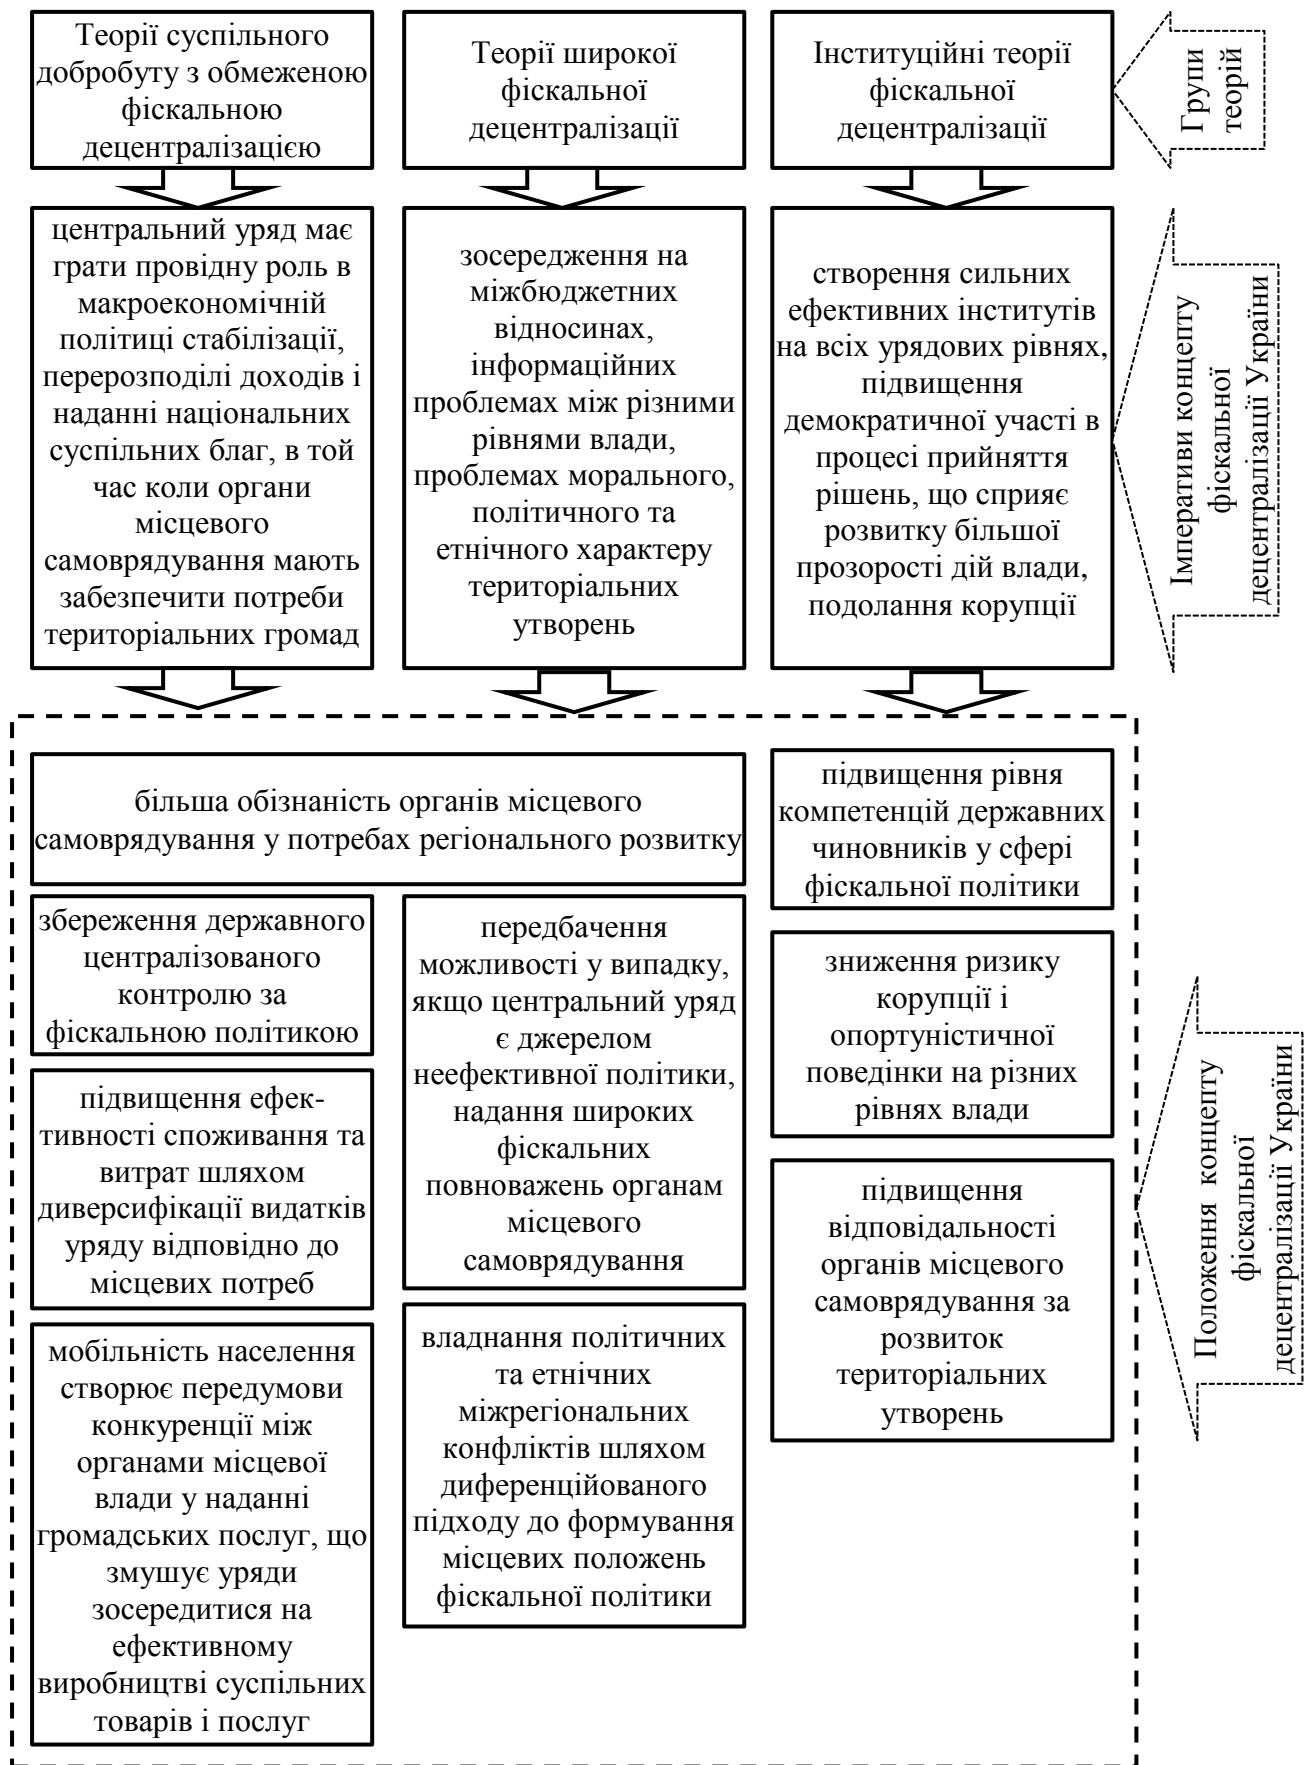 Теорії суспільного
добробуту з обмеженою
фіскальною
децентралізацією
Теорії широкої
фіскальної
децентралізації
Інституційні теорії
фіскальної
децентралізації
Групи
теорій
центральний уряд має
грати провідну роль в
макроекономічній
політиці стабілізації,
перерозподілі доходів і
наданні національних
суспільних благ, в той
час коли органи
місцевого
самоврядування мають
забезпечити потреби
територіальних громад
зосередження на
міжбюджетних
відносинах,
інформаційних
проблемах між різними
рівнями влади,
проблемах морального,
політичного та
етнічного характеру
територіальних
утворень
створення сильних
ефективних інститутів
на всіх урядових рівнях,
підвищення
демократичної участі в
процесі прийняття
рішень, що сприяє
розвитку більшої
прозорості дій влади,
подолання корупції
Імперативи концепту
фіскальної
децентралізації України
більша обізнаність органів місцевого
самоврядування у потребах регіонального розвитку
збереження державного
централізованого
контролю за
фіскальною політикою
підвищення ефек-
тивності споживання та
витрат шляхом
диверсифікації видатків
уряду відповідно до
місцевих потреб
мобільність населення
створює передумови
конкуренції між
органами місцевої
влади у наданні
громадських послуг, що
змушує уряди
зосередитися на
ефективному
виробництві суспільних
товарів і послуг
передбачення
можливості у випадку,
якщо центральний уряд
є джерелом
неефективної політики,
надання широких
фіскальних
повноважень органам
місцевого
самоврядування
владнання політичних
та етнічних
міжрегіональних
конфліктів шляхом
диференційованого
підходу до формування
місцевих положень
фіскальної політики
підвищення рівня
компетенцій державних
чиновників у сфері
фіскальної політики
зниження ризику
корупції і
опортуністичної
поведінки на різних
рівнях влади
підвищення
відповідальності
органів місцевого
самоврядування за
розвиток
територіальних
утворень
Положення концепту
фіскальної
децентралізації України